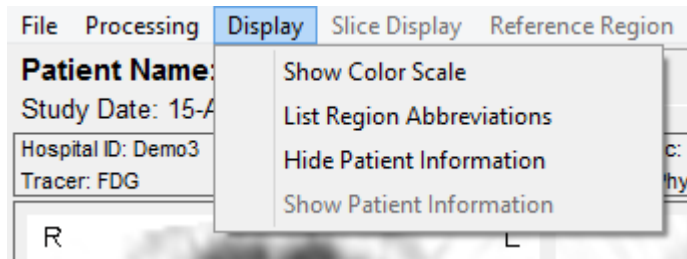 File Processing Display Slice Display Reference Region
Patient Name:
Show Color Scale
Study Date: 15-A
List Region Abbreviations
Hospital ID: Demo3
Hide Patient Information
c:
Tracer: FDG
Show Patient Information
R
L